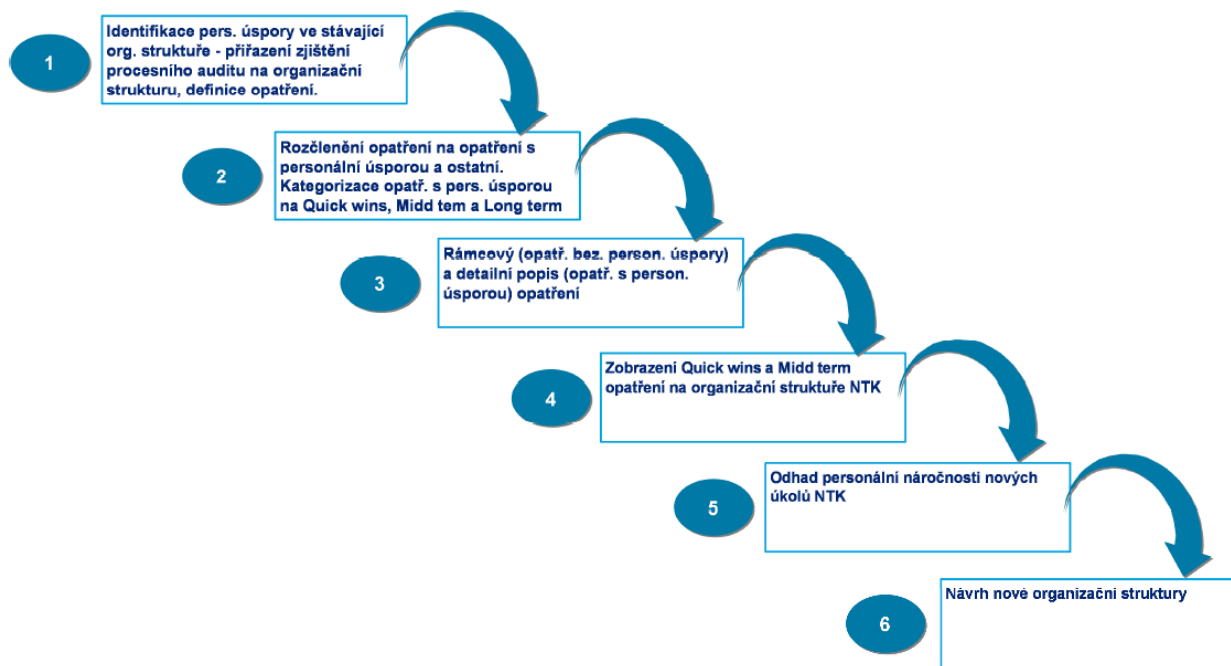 1
Identifikace pers. úspory ve stávající
org. struktuře - přiřazení zjištění
procesního auditu na organizační
strukturu, definice opatření.
2
Rozčlenění opatření na opatření s
personální úsporou a ostatní.
Kategorizace opatř. s pers. úsporou
na Quick wins, Midd tem a Long term
3
Rámcový (opatř. bez. person. úspory)
a detailní popis (opatř. s person.
úsporou) opatření
4
Zobrazení Quick wins a Midd term
opatření na organizační struktuře NTK
5
Odhad personální náročnosti nových
úkolů NTK
6
Návrh nové organizační struktury